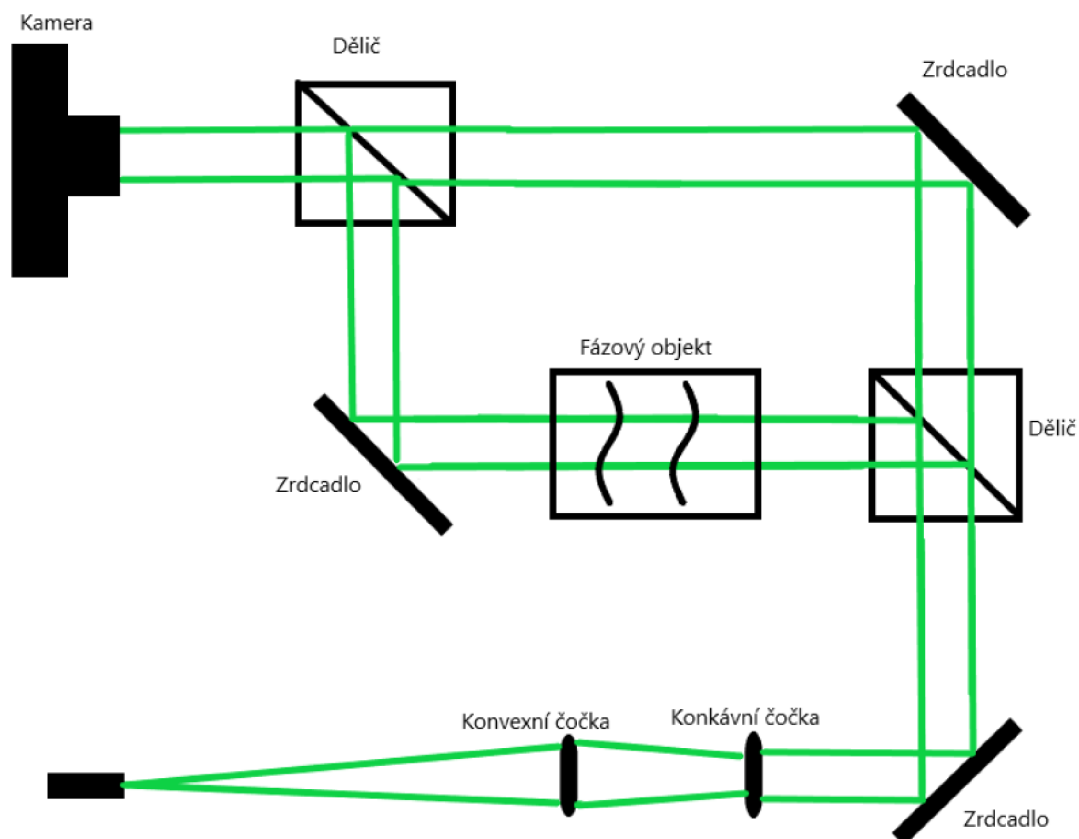 Kamera
Dělič
Zrdcadlo
Fázový objekt
Dělič
Zrdcadlo
Konvexní čočka
Konkávní čočka
Zrdcadlo